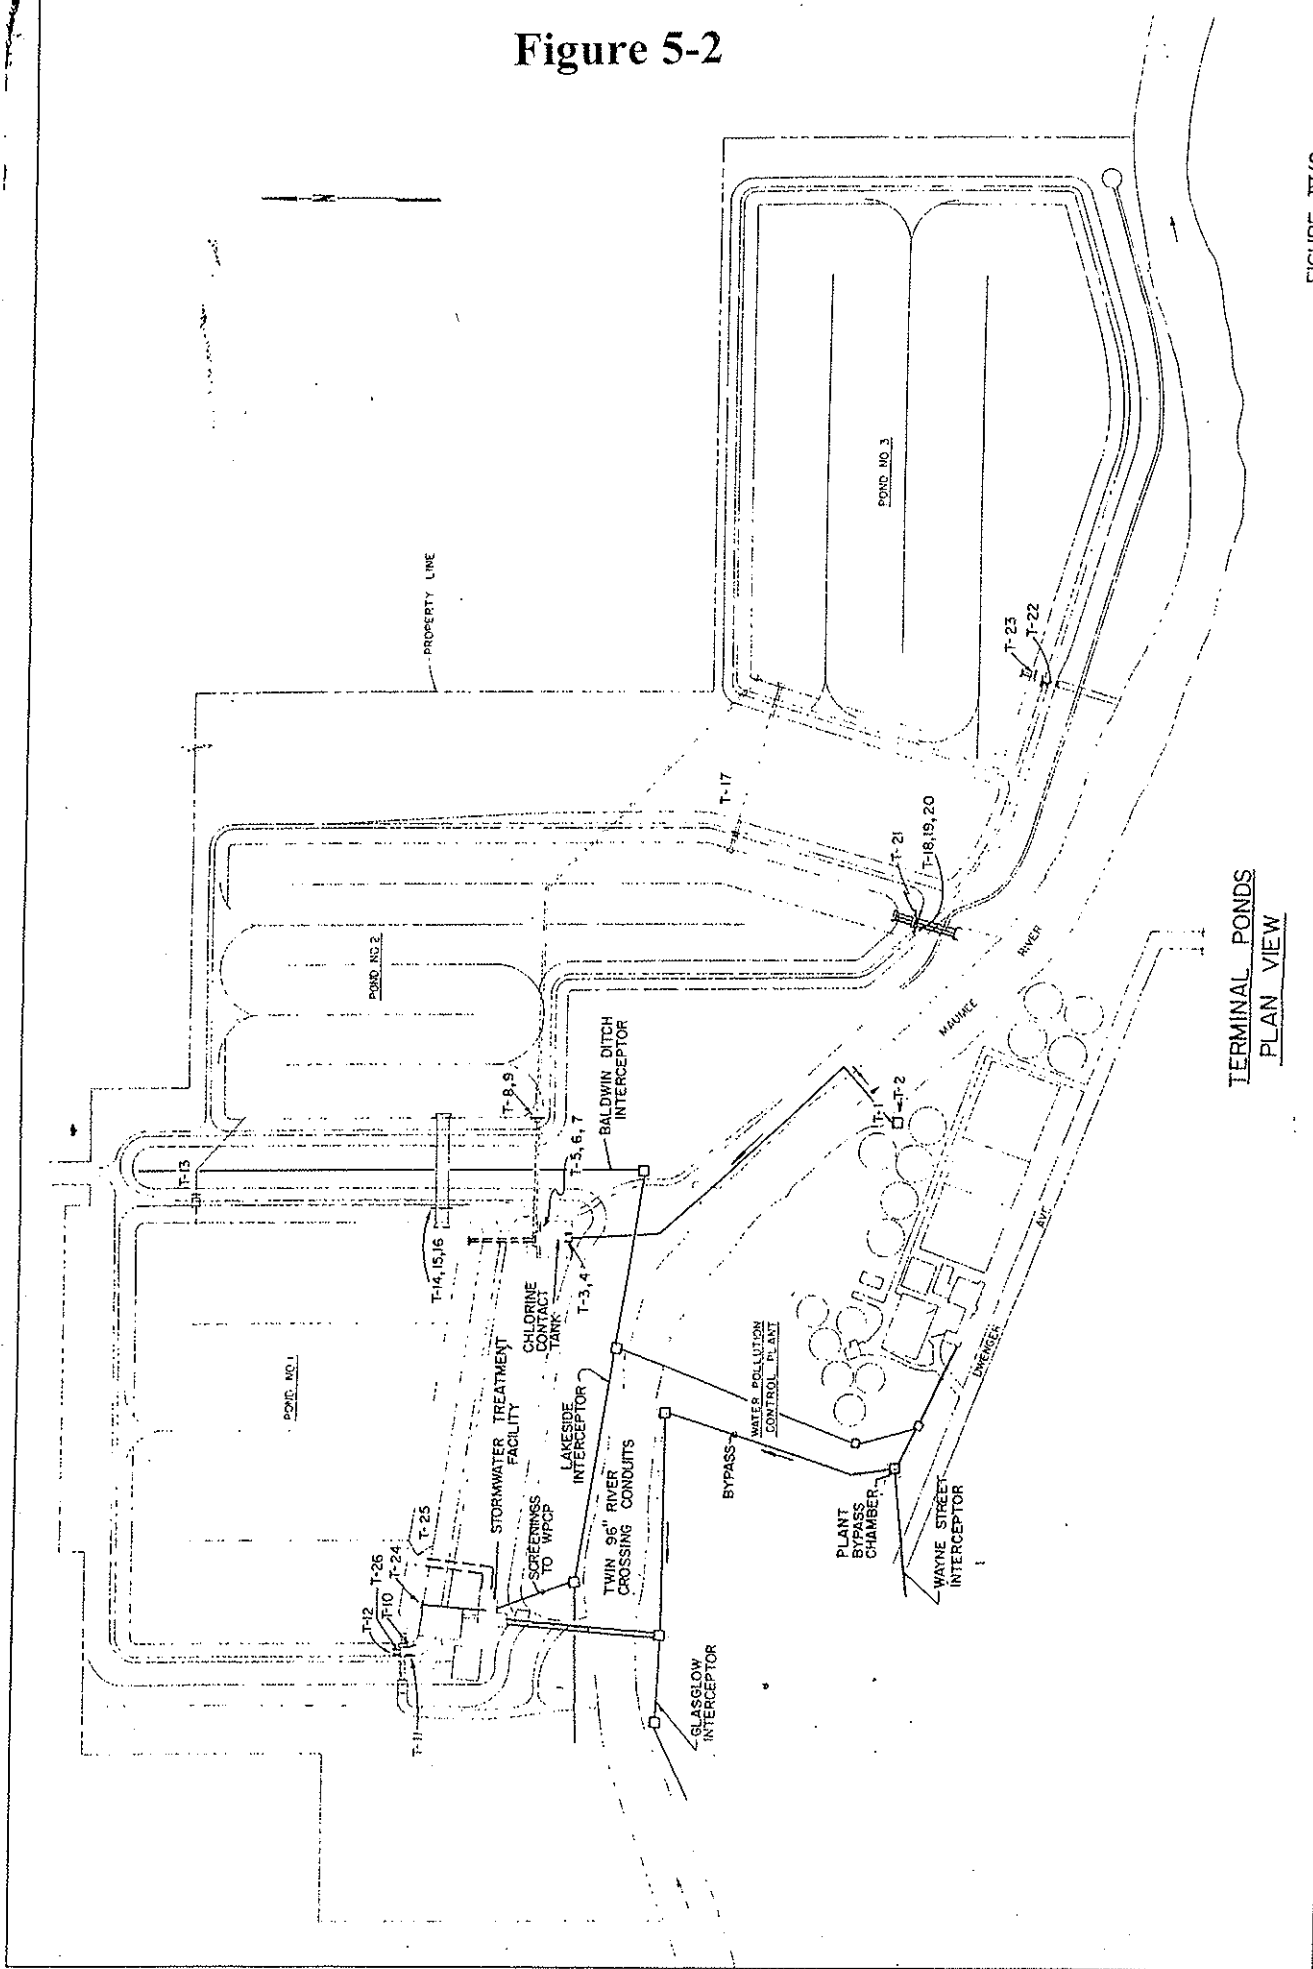 Figure 5-2
PROPERTY LINE
POND NO. 3
T-23
T-22
T-17
T-21
T-18,19,20
POND NO.2
T-8,9
BALDWIN DITCH
INTERCEPTOR
T-5,6,7
T-13
T-14,15,16
CHLORINE
CONTACT
TANK
T-3,4
MAUMEE
RIVER
T-1
T-2
POND NO.1
STORMWATER TREATMENT
FACILITY
LAKESIDE
INTERCEPTOR
WATER POLLUTION
CONTROL PLANT
DWENGER
AVE
TWIN 96" RIVER
CROSSING CONDUITS
SCREENINGS
TO WPCP
BYPASS
PLANT
BYPASS
CHAMBER
WAYNE STREET
INTERCEPTOR
T-25
T-24
T-26
T-10
T-12
T-11
GLASGLOW
INTERCEPTOR
TERMINAL PONDS
PLAN VIEW